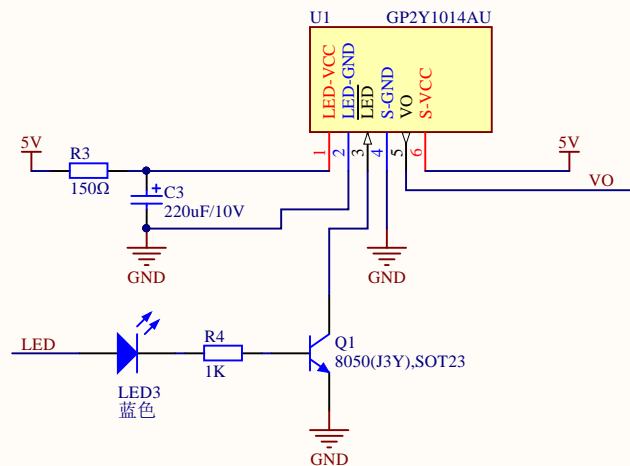 U1
GP2Y1014AU
LED-VCC
LED-GND
LED
S-GND
VO
S-VCC
1
2
3
4
5
6
5V
R3
150Ω
C3
220uF/10V
GND
GND
5V
VO
LED
LED3
蓝色
R4
1K
Q1
8050(J3Y),SOT23
GND